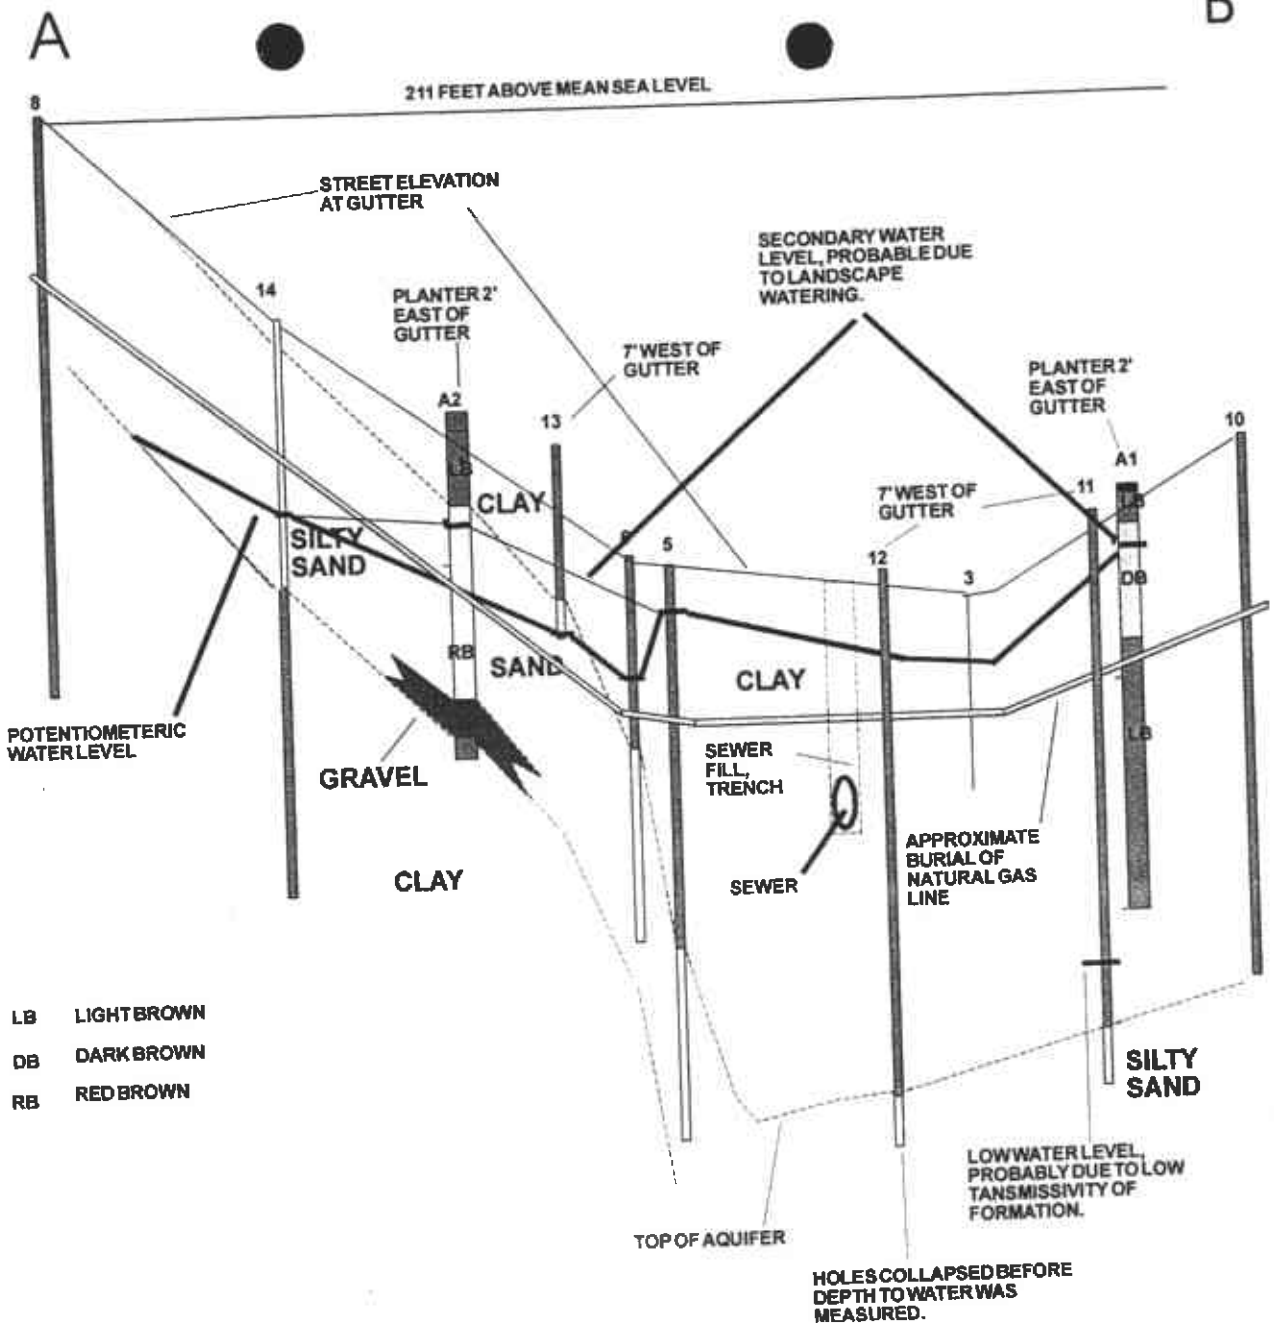 A
B
211 FEET ABOVE MEAN SEA LEVEL
8
STREET ELEVATION
AT GUTTER
SECONDARY WATER
LEVEL, PROBABLE DUE
TO LANDSCAPE
WATERING.
14
PLANTER 2'
EAST OF
GUTTER
7' WEST OF
GUTTER
PLANTER 2'
EAST OF
GUTTER
A2
13
10
A1
LB
CLAY
7' WEST OF
GUTTER
11
LB
SILTY
SAND
5
12
3
DB
RB
SAND
CLAY
POTENTIOMETERIC
WATER LEVEL
GRAVEL
SEWER
FILL,
TRENCH
LB
CLAY
SEWER
APPROXIMATE
BURIAL OF
NATURAL GAS
LINE
LB LIGHT BROWN
DB DARK BROWN
RB RED BROWN
SILTY
SAND
LOW WATER LEVEL,
PROBABLY DUE TO LOW
TANSMISSIVITY OF
FORMATION.
TOP OF AQUIFER
HOLES COLLAPSED BEFORE
DEPTH TO WATER WAS
MEASURED.